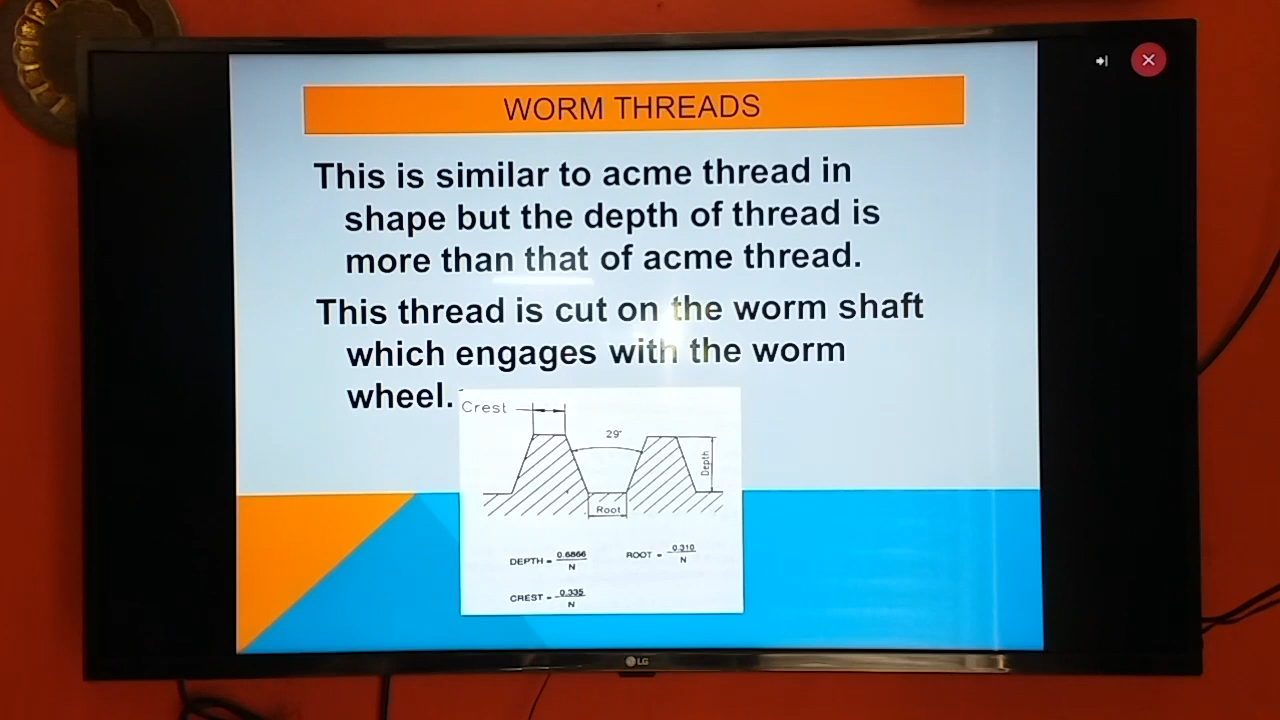 WORM THREADS
This is similar to acme thread in
shape but the depth of thread is
more than that of acme thread.
This thread is cut on the worm shaft
which engages with the worm
wheel.
Crest
29°
Depth
Root
DEPTH = 0.6866
N
ROOT = 0.310
N
CREST = 0.335
N
LG